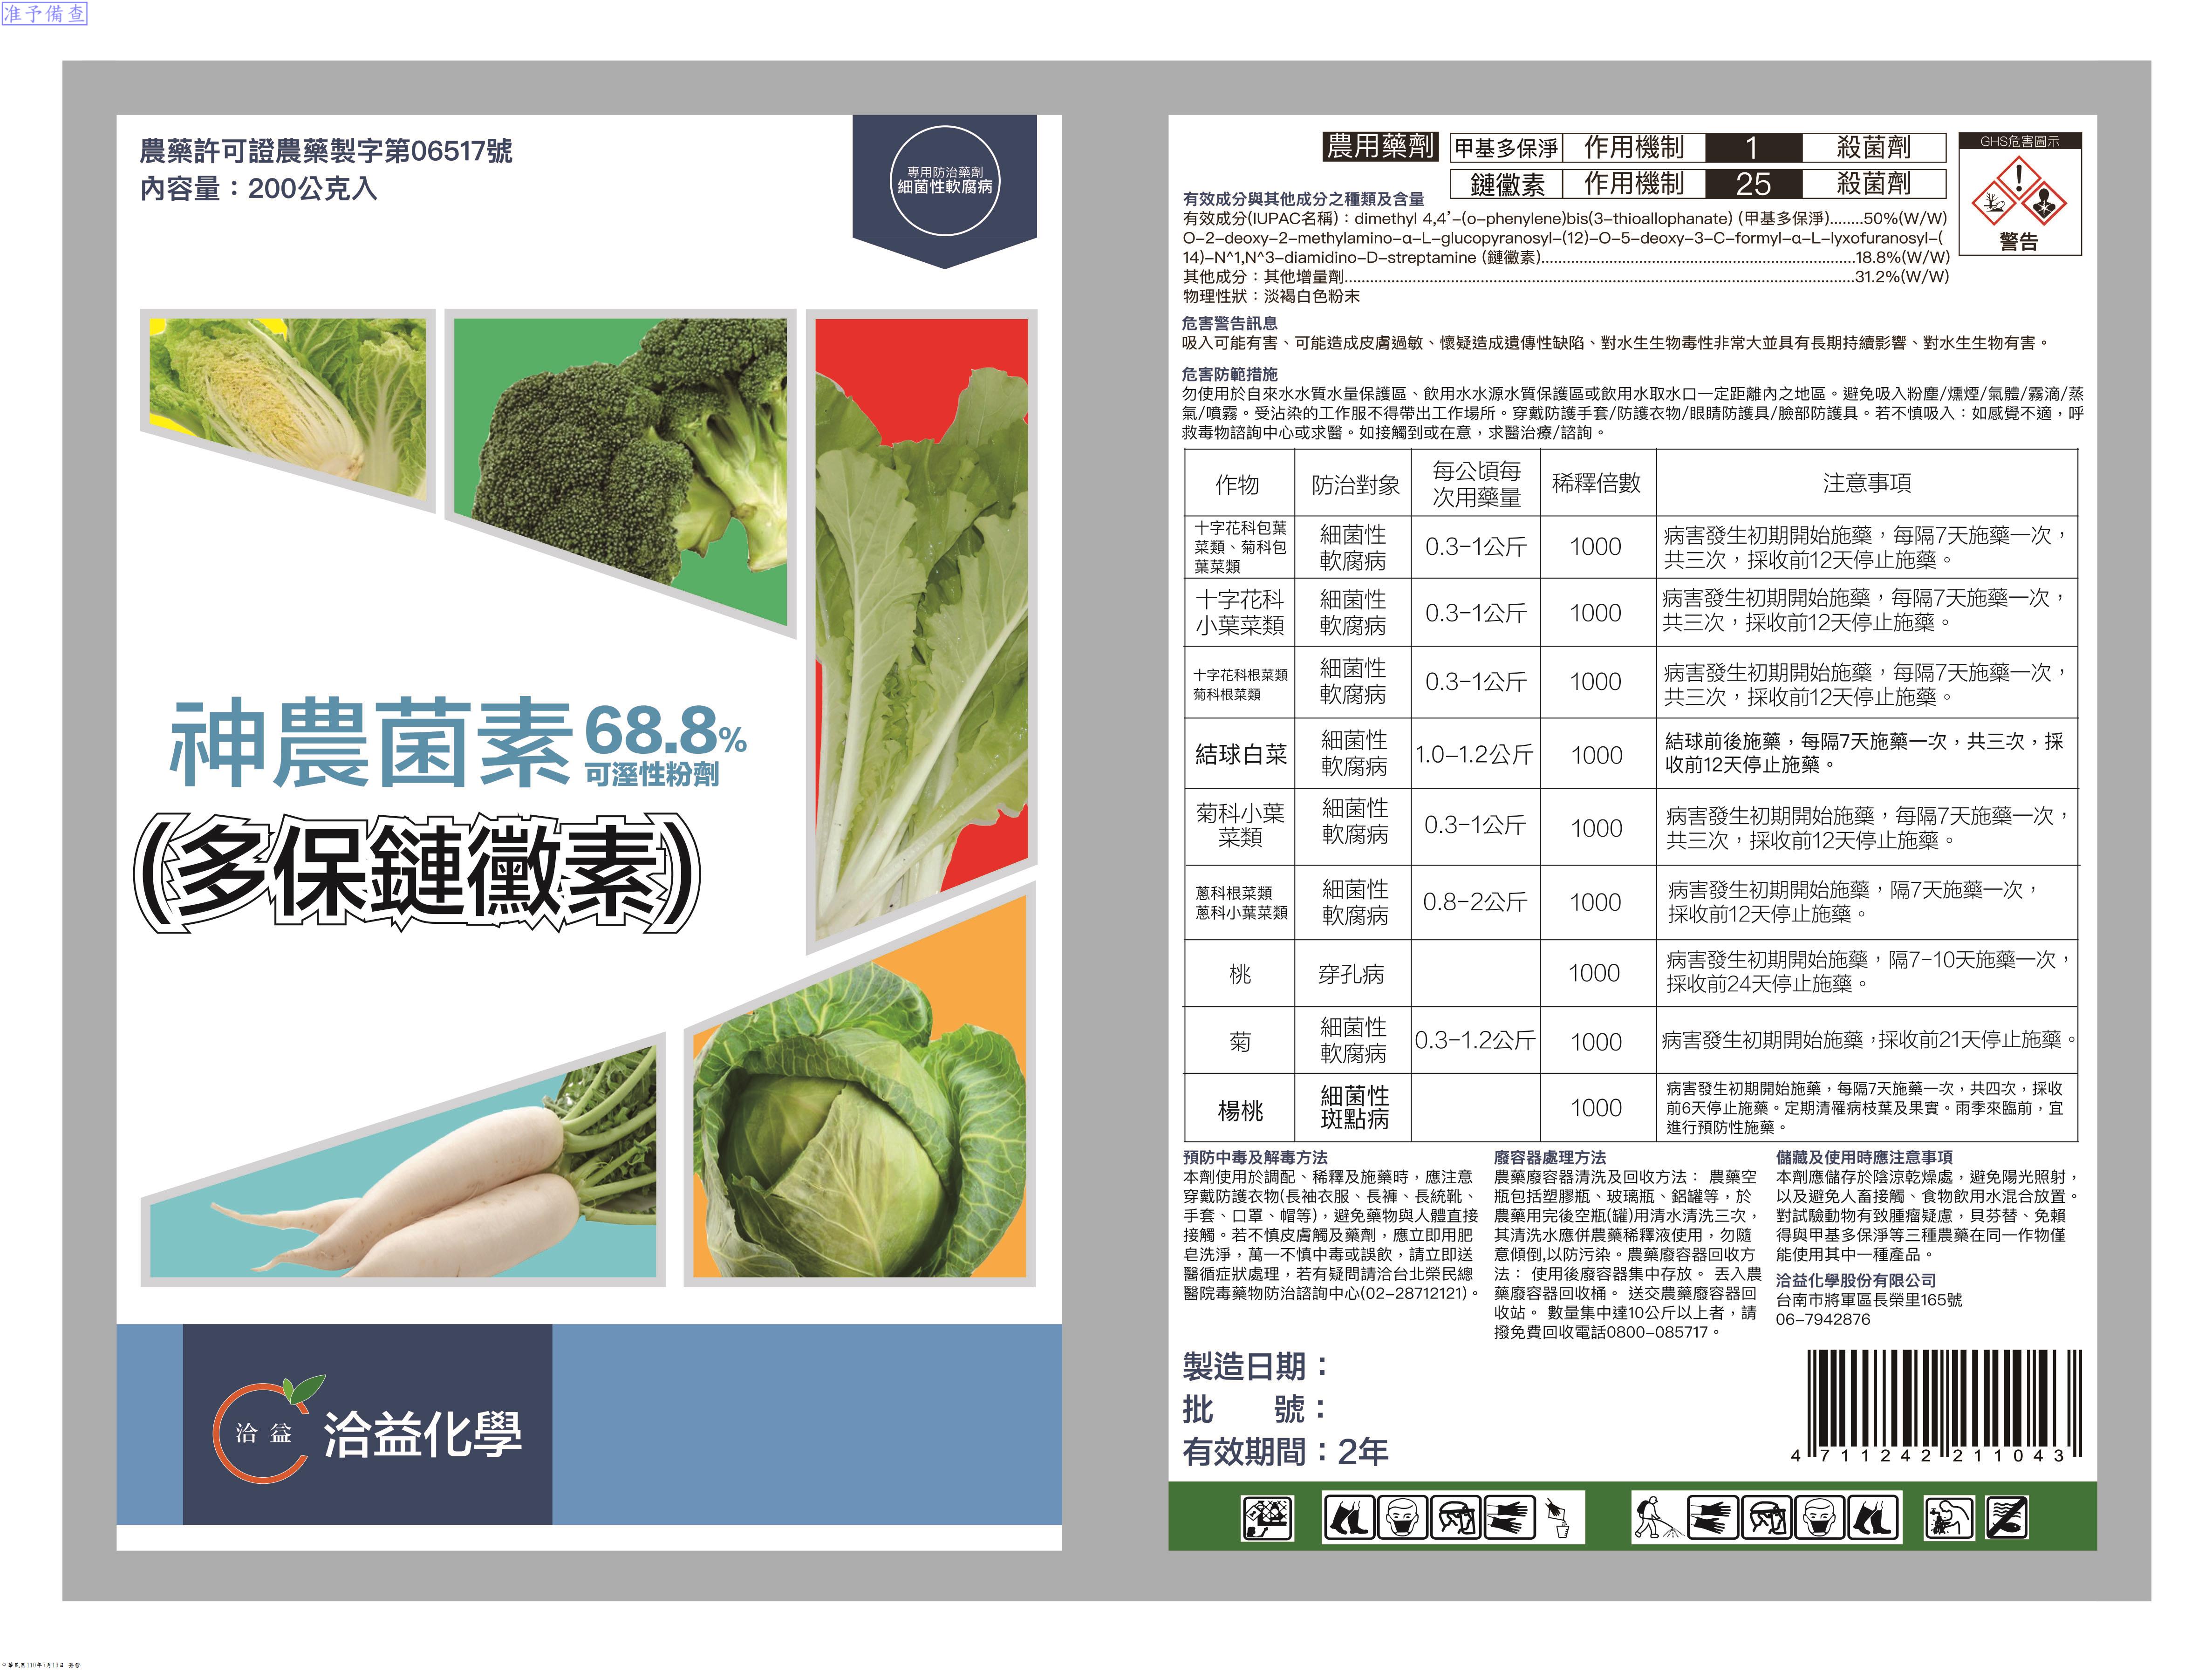 准予備查
農藥許可證農藥製字第06517號
內容量：200公克入
專用防治藥劑
細菌性軟腐病
神農菌素68.8%
可溼性粉劑
(多保鏈黴素)
洽益
洽益化學
農用藥劑 甲基多保淨 作用機制 1 殺菌劑
鏈黴素 作用機制 25 殺菌劑
GHS危害圖示
警告
有效成分與其他成分之種類及含量
有效成分(IUPAC名稱)：dimethyl 4,4’-(o-phenylene)bis(3-thioallophanate) (甲基多保淨)........50%(W/W)
O-2-deoxy-2-methylamino-α-L-glucopyranosyl-(12)-O-5-deoxy-3-C-formyl-α-L-lyxofuranosyl-(
14)-N^1,N^3-diamidino-D-streptamine (鏈黴素)..................................................................18.8%(W/W)
其他成分：其他增量劑...........................................................................................................31.2%(W/W)
物理性狀：淡褐白色粉末
危害警告訊息
吸入可能有害、可能造成皮膚過敏、懷疑造成遺傳性缺陷、對水生生物毒性非常大並具有長期持續影響、對水生生物有害。
危害防範措施
勿使用於自來水水質水量保護區、飲用水水源水質保護區或飲用水取水口一定距離內之地區。避免吸入粉塵/燻煙/氣體/霧滴/蒸
氣/噴霧。受沾染的工作服不得帶出工作場所。穿戴防護手套/防護衣物/眼睛防護具/臉部防護具。若不慎吸入：如感覺不適，呼
救毒物諮詢中心或求醫。如接觸到或在意，求醫治療/諮詢。
作物 防治對象 每公頃每次用藥量 稀釋倍數 注意事項
十字花科包葉菜類、菊科包葉菜類 細菌性軟腐病 0.3-1公斤 1000 病害發生初期開始施藥，每隔7天施藥一次，
共三次，採收前12天停止施藥。
十字花科小葉菜類 細菌性軟腐病 0.3-1公斤 1000 病害發生初期開始施藥，每隔7天施藥一次，
共三次，採收前12天停止施藥。
十字花科根菜類 菊科根菜類 細菌性軟腐病 0.3-1公斤 1000 病害發生初期開始施藥，每隔7天施藥一次，
共三次，採收前12天停止施藥。
結球白菜 細菌性軟腐病 1.0-1.2公斤 1000 結球前後施藥，每隔7天施藥一次，共三次，採
收前12天停止施藥。
菊科小葉菜類 細菌性軟腐病 0.3-1公斤 1000 病害發生初期開始施藥，每隔7天施藥一次，
共三次，採收前12天停止施藥。
蔥科根菜類 蔥科小葉菜類 細菌性軟腐病 0.8-2公斤 1000 病害發生初期開始施藥，隔7天施藥一次，
採收前12天停止施藥。
桃 穿孔病 1000 病害發生初期開始施藥，隔7-10天施藥一次，
採收前24天停止施藥。
菊 細菌性軟腐病 0.3-1.2公斤 1000 病害發生初期開始施藥，採收前21天停止施藥。
楊桃 細菌性斑點病 1000 病害發生初期開始施藥，每隔7天施藥一次，共四次，採收
前6天停止施藥。定期清罹病枝葉及果實。雨季來臨前，宜
進行預防性施藥。
預防中毒及解毒方法
本劑使用於調配、稀釋及施藥時，應注意
穿戴防護衣物(長袖衣服、長褲、長統靴、
手套、口罩、帽等)，避免藥物與人體直接
接觸。若不慎皮膚觸及藥劑，應立即用肥
皂洗淨，萬一不慎中毒或誤飲，請立即送
醫循症狀處理，若有疑問請洽台北榮民總
醫院毒藥物防治諮詢中心(02-28712121)。
廢容器處理方法
農藥廢容器清洗及回收方法： 農藥空
瓶包括塑膠瓶、玻璃瓶、鋁罐等，於
農藥用完後空瓶(罐)用清水清洗三次，
其清洗水應併農藥稀釋液使用，勿隨
意傾倒,以防污染。農藥廢容器回收方
法： 使用後廢容器集中存放。 丟入農
藥廢容器回收桶。 送交農藥廢容器回
收站。 數量集中達10公斤以上者，請
撥免費回收電話0800-085717。
儲藏及使用時應注意事項
本劑應儲存於陰涼乾燥處，避免陽光照射，
以及避免人畜接觸、食物飲用水混合放置。
對試驗動物有致腫瘤疑慮，貝芬替、免賴
得與甲基多保淨等三種農藥在同一作物僅
能使用其中一種產品。
洽益化學股份有限公司
台南市將軍區長榮里165號
06-7942876
製造日期：
批　　號：
有效期間：2年
4 711242 211043
中華民國110年7月13日 簽發